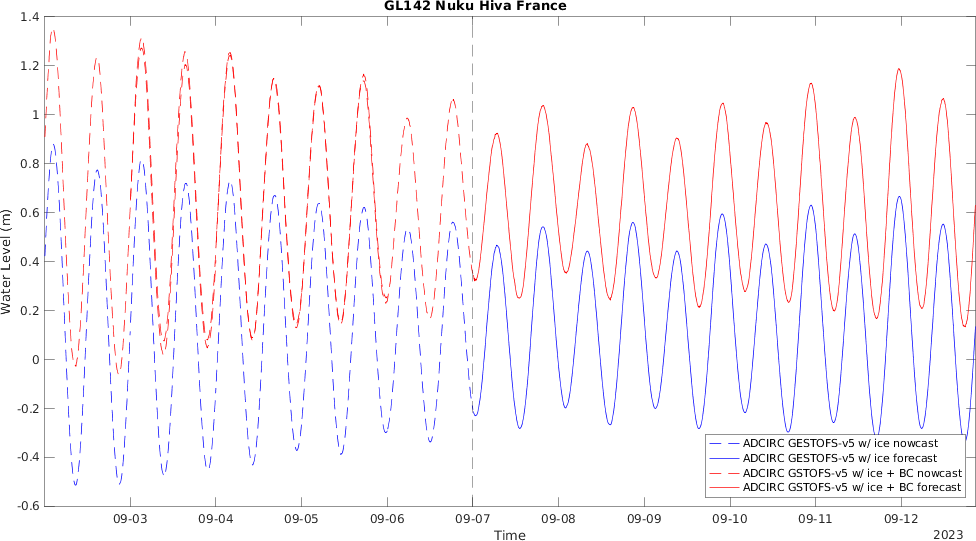 GL142 Nuku Hiva France
1.4
1.2
1
0.8
0.6
0.4
0.2
0
-0.2
-0.4
-0.6
Water Level (m)
ADCIRC GESTOFS-v5 w/ ice nowcast
ADCIRC GESTOFS-v5 w/ ice forecast
ADCIRC GSTOFS-v5 w/ ice + BC nowcast
ADCIRC GSTOFS-v5 w/ ice + BC forecast
09-03 09-04 09-05 09-06 09-07 09-08 09-09 09-10 09-11 09-12
Time
2023